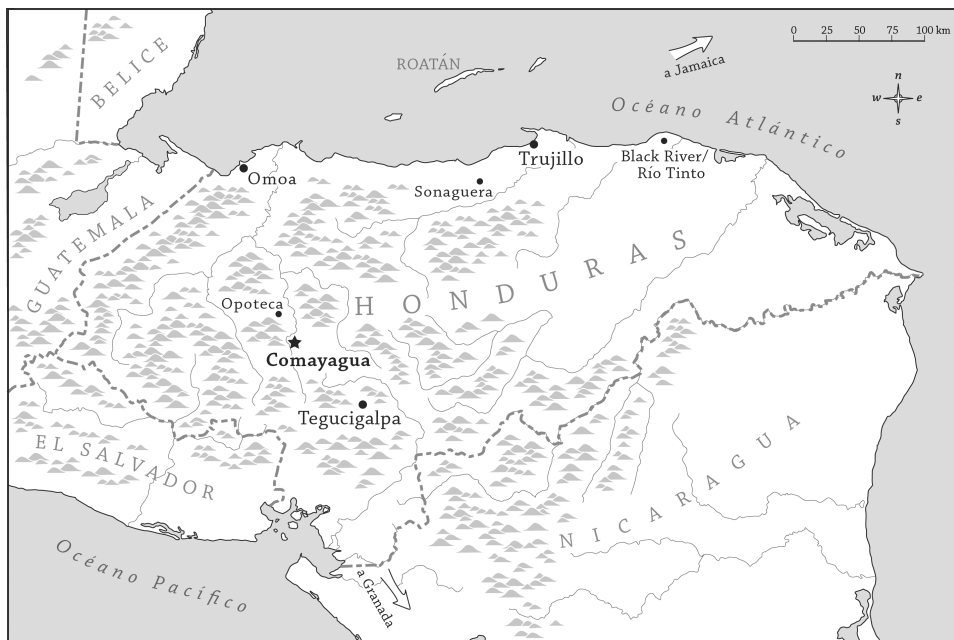 0 25 50 75 100 km
BELICE
ROATÁN
a Jamaica
n
w e
s
Océano Atlántico
Omoa
Trujillo
Black River/
Río Tinto
Sonaguera
GUATEMALA
HONDURAS
Opoteca
Comayagua
Tegucigalpa
EL SALVADOR
NICARAGUA
Océano Pacífico
a Granada